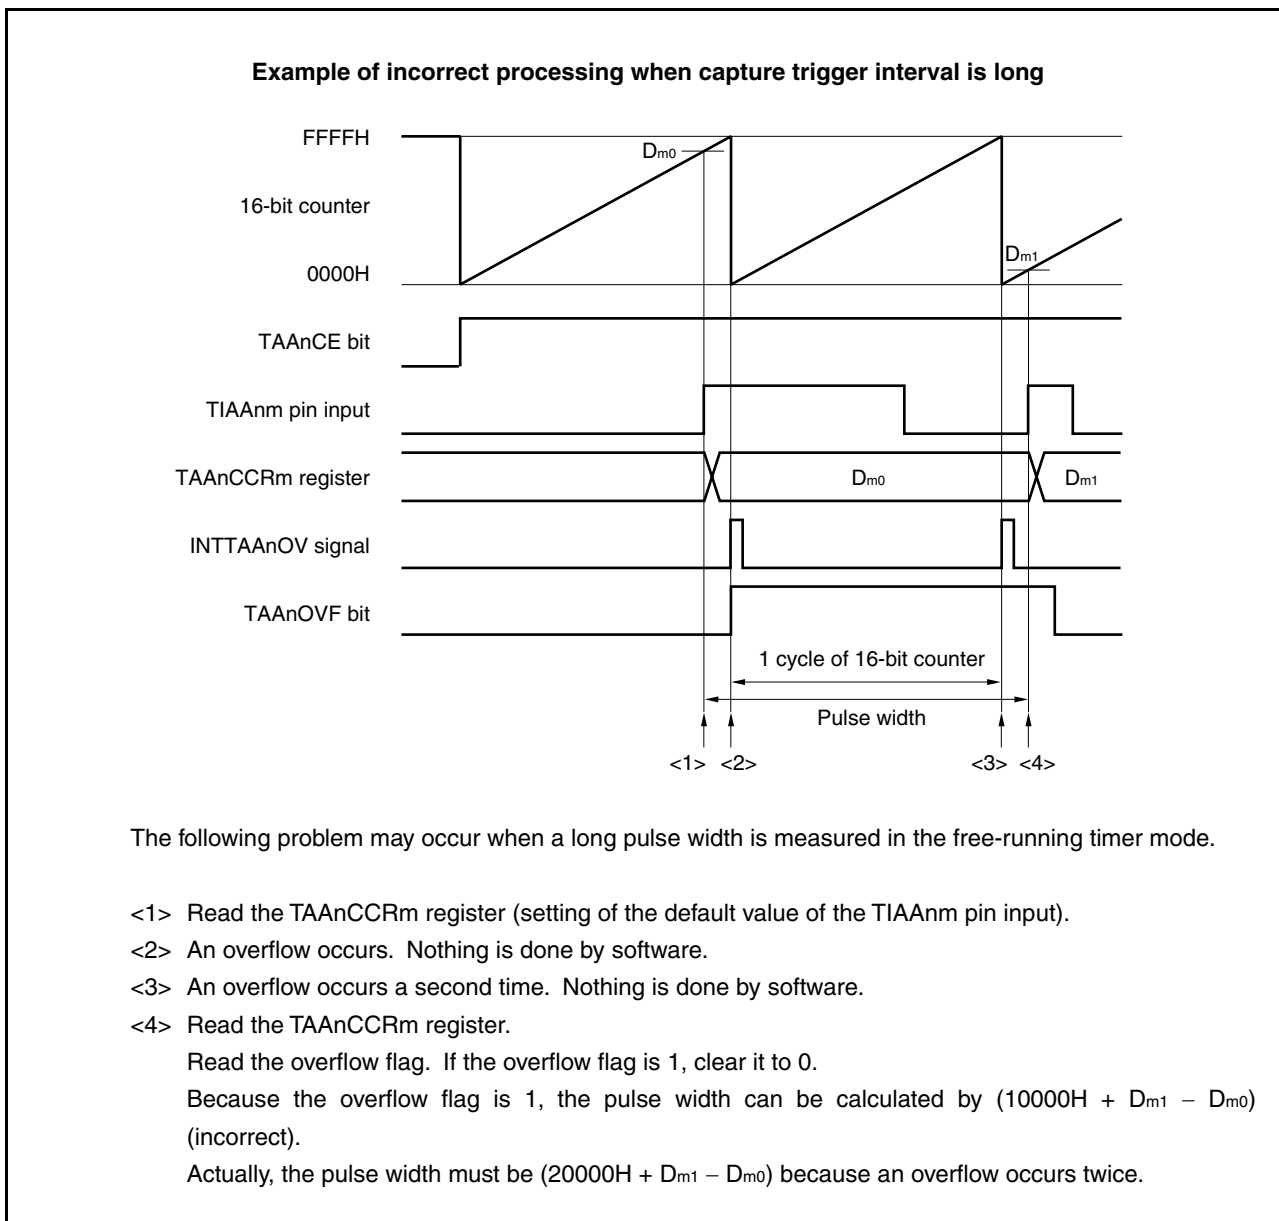 Example of incorrect processing when capture trigger interval is long
FFFFH
Dm0
16-bit counter
Dm1
0000H
TAAnCE bit
TIAAnm pin input
TAAnCCRm register
Dm0
Dm1
INTTAAnOV signal
TAAnOVF bit
1 cycle of 16-bit counter
Pulse width
<1> <2> <3> <4>
The following problem may occur when a long pulse width is measured in the free-running timer mode.
<1> Read the TAAnCCRm register (setting of the default value of the TIAAnm pin input).
<2> An overflow occurs. Nothing is done by software.
<3> An overflow occurs a second time. Nothing is done by software.
<4> Read the TAAnCCRm register.
Read the overflow flag. If the overflow flag is 1, clear it to 0.
Because the overflow flag is 1, the pulse width can be calculated by (10000H + Dm1 − Dm0)
(incorrect).
Actually, the pulse width must be (20000H + Dm1 − Dm0) because an overflow occurs twice.